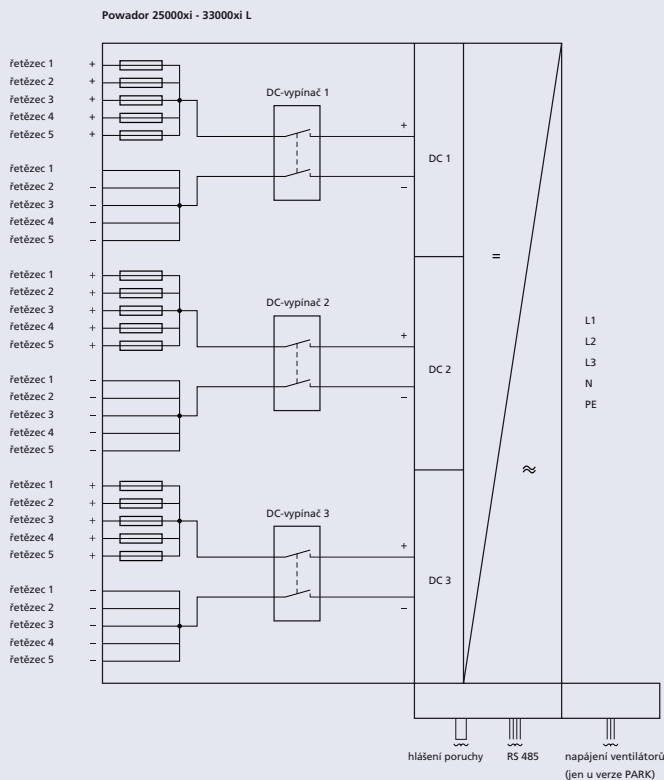 Powador 25000xi - 33000xi L
řetězec 1 +
řetězec 2 +
řetězec 3 +
řetězec 4 +
řetězec 5 +
DC-vypínač 1
+
DC 1
řetězec 1
řetězec 2 –
řetězec 3 –
řetězec 4 –
řetězec 5 –
–
=
řetězec 1 +
řetězec 2 +
řetězec 3 +
řetězec 4 +
řetězec 5 +
DC-vypínač 2
+
DC 2
řetězec 1 –
řetězec 2 –
řetězec 3 –
řetězec 4 –
řetězec 5 –
–
L1
L2
L3
N
PE
≈
řetězec 1 +
řetězec 2 +
řetězec 3 +
řetězec 4 +
řetězec 5 +
DC-vypínač 3
+
DC 3
řetězec 1 –
řetězec 2 –
řetězec 3 –
řetězec 4 –
řetězec 5 –
–
hlášení poruchy
RS 485
napájení ventilátorů
(jen u verze PARK)